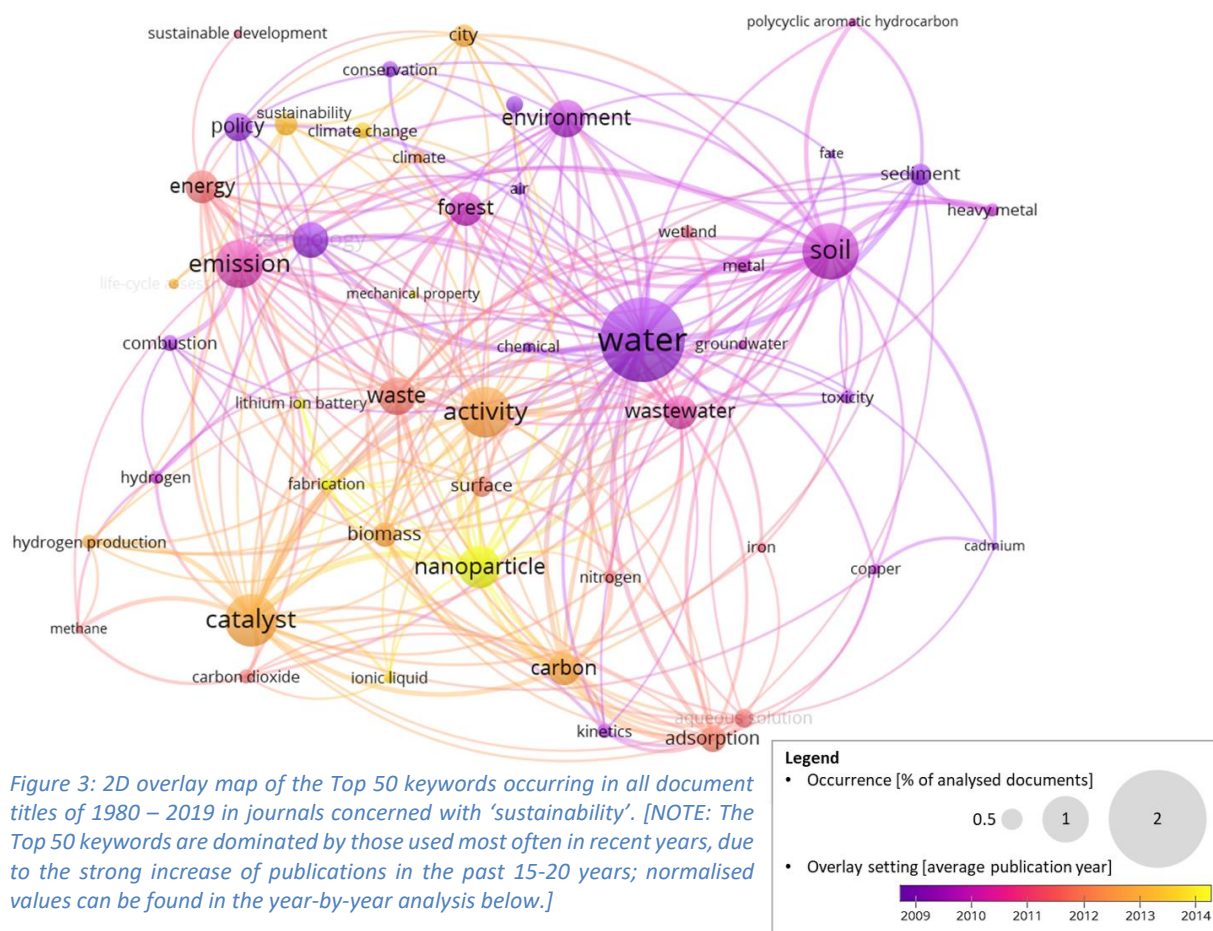 polycyclic aromatic hydrocarbon
sustainable development
city
conservation
sustainability
policy
climate change
environment
climate
fate
sediment
energy
air
forest
heavy metal
wetland
technology
soil
emission
metal
life-cycle assess
mechanical property
combustion
chemical
water
groundwater
lithium ion battery
waste
activity
wastewater
toxicity
hydrogen
fabrication
surface
biomass
hydrogen production
iron
cadmium
nanoparticle
nitrogen
copper
catalyst
methane
carbon
carbon dioxide
ionic liquid
aqueous solution
kinetics
adsorption
Figure 3: 2D overlay map of the Top 50 keywords occurring in all document
titles of 1980 – 2019 in journals concerned with ‘sustainability’. [NOTE: The
Top 50 keywords are dominated by those used most often in recent years, due
to the strong increase of publications in the past 15-20 years; normalised
values can be found in the year-by-year analysis below.]
Legend
• Occurrence [% of analysed documents]
0.5 1 2
• Overlay setting [average publication year]
2009 2010 2011 2012 2013 2014